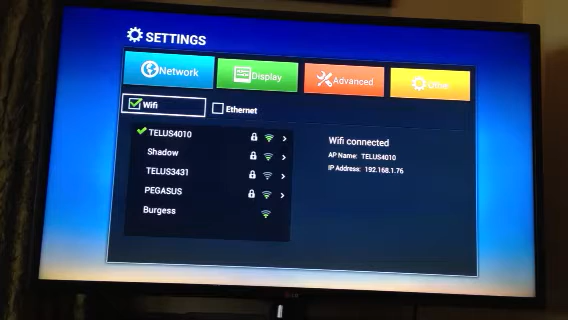 SETTINGS
Network
Display
Advanced
Other
Wifi
Ethernet
TELUS4010
Shadow
TELUS3431
PEGASUS
Burgess
Wifi connected
AP Name: TELUS4010
IP Address: 192.168.1.76